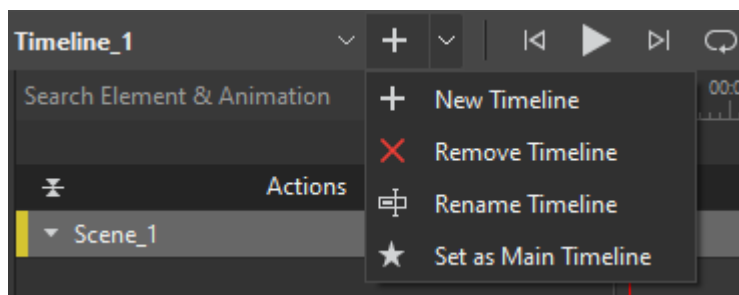 Timeline_1
Search Element & Animation
New Timeline
Remove Timeline
Actions
Rename Timeline
Scene_1
Set as Main Timeline